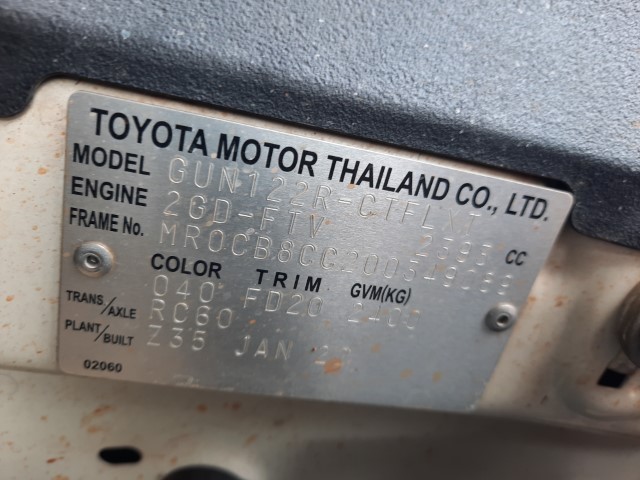 TOYOTA MOTOR THAILAND CO., LTD.
MODEL GUN122R-CTFLXT
ENGINE 2GD-FTV 2393 CC
FRAME No.
COLOR TRIM GVM(KG)
040 FD20
TRANS/AXLE RC60
PLANT/BUILT Z35 JAN
02060